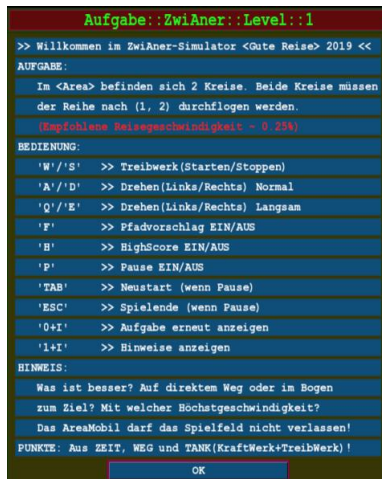 Aufgabe::ZwiAner::Level::1
>> Willkommen im ZwiAner-Simulator <Gute Reise> 2019 <<
AUFGABE:
Im <Area> befinden sich 2 Kreise. Beide Kreise müssen
der Reihe nach (1, 2) durchflogen werden.
(Empfohlene Reisegeschwindigkeit - 0.25%)
BEDIENUNG:
'W'/'S' >> Treibwerk(Starten/Stoppen)
'A'/'D' >> Drehen(Links/Rechts) Normal
'Q'/'E' >> Drehen(Links/Rechts) Langsam
'F' >> Pfadvorschlag EIN/AUS
'H' >> HighScore EIN/AUS
'P' >> Pause EIN/AUS
'TAB' >> Neustart (wenn Pause)
'ESC' >> Spielende (wenn Pause)
'0+I' >> Aufgabe erneut anzeigen
'1+I' >> Hinweise anzeigen
HINWEIS:
Was ist besser? Auf direktem Weg oder im Bogen
zum Ziel? Mit welcher Höchstgeschwindigkeit?
Das AreaMobil darf das Spielfeld nicht verlassen!
PUNKTE: Aus ZEIT, WEG und TANK(KraftWerk+TreibWerk)!
OK